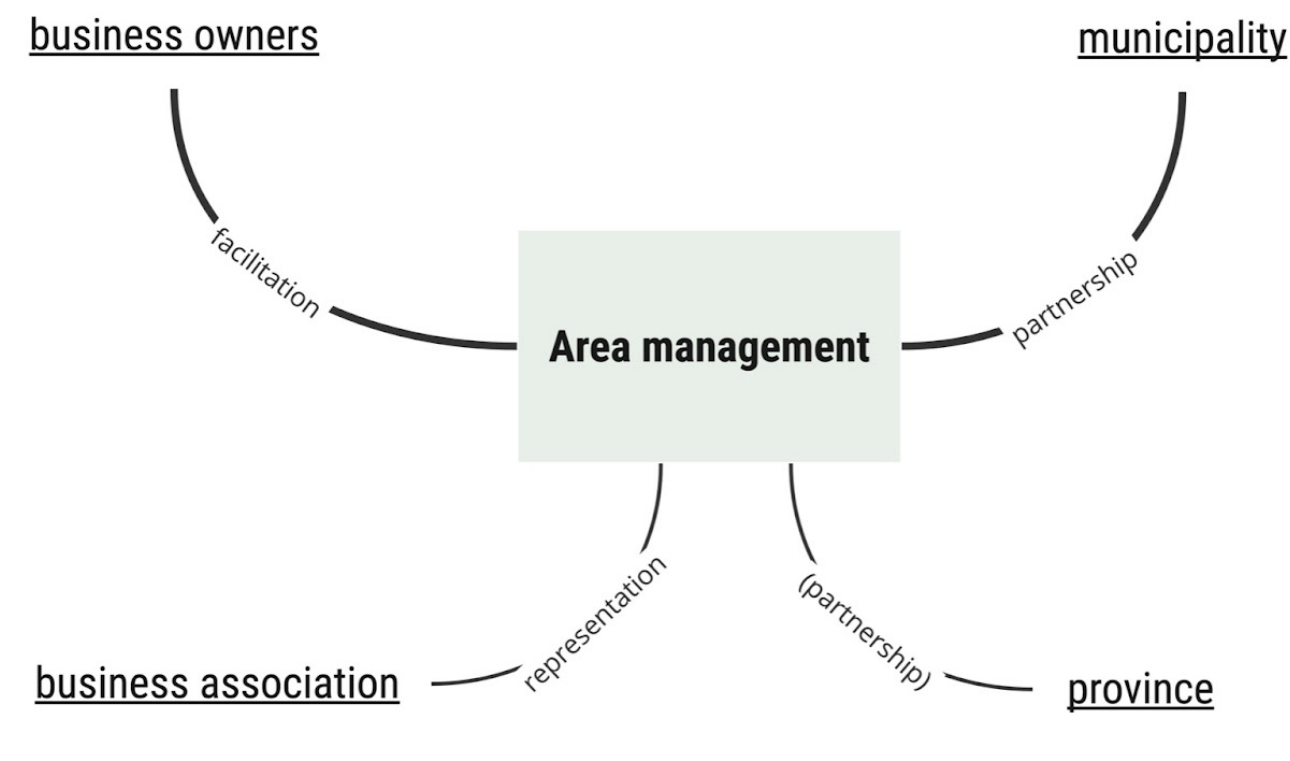 business owners
municipality
facilitation
partnership
Area management
representation
(partnership)
business association
province